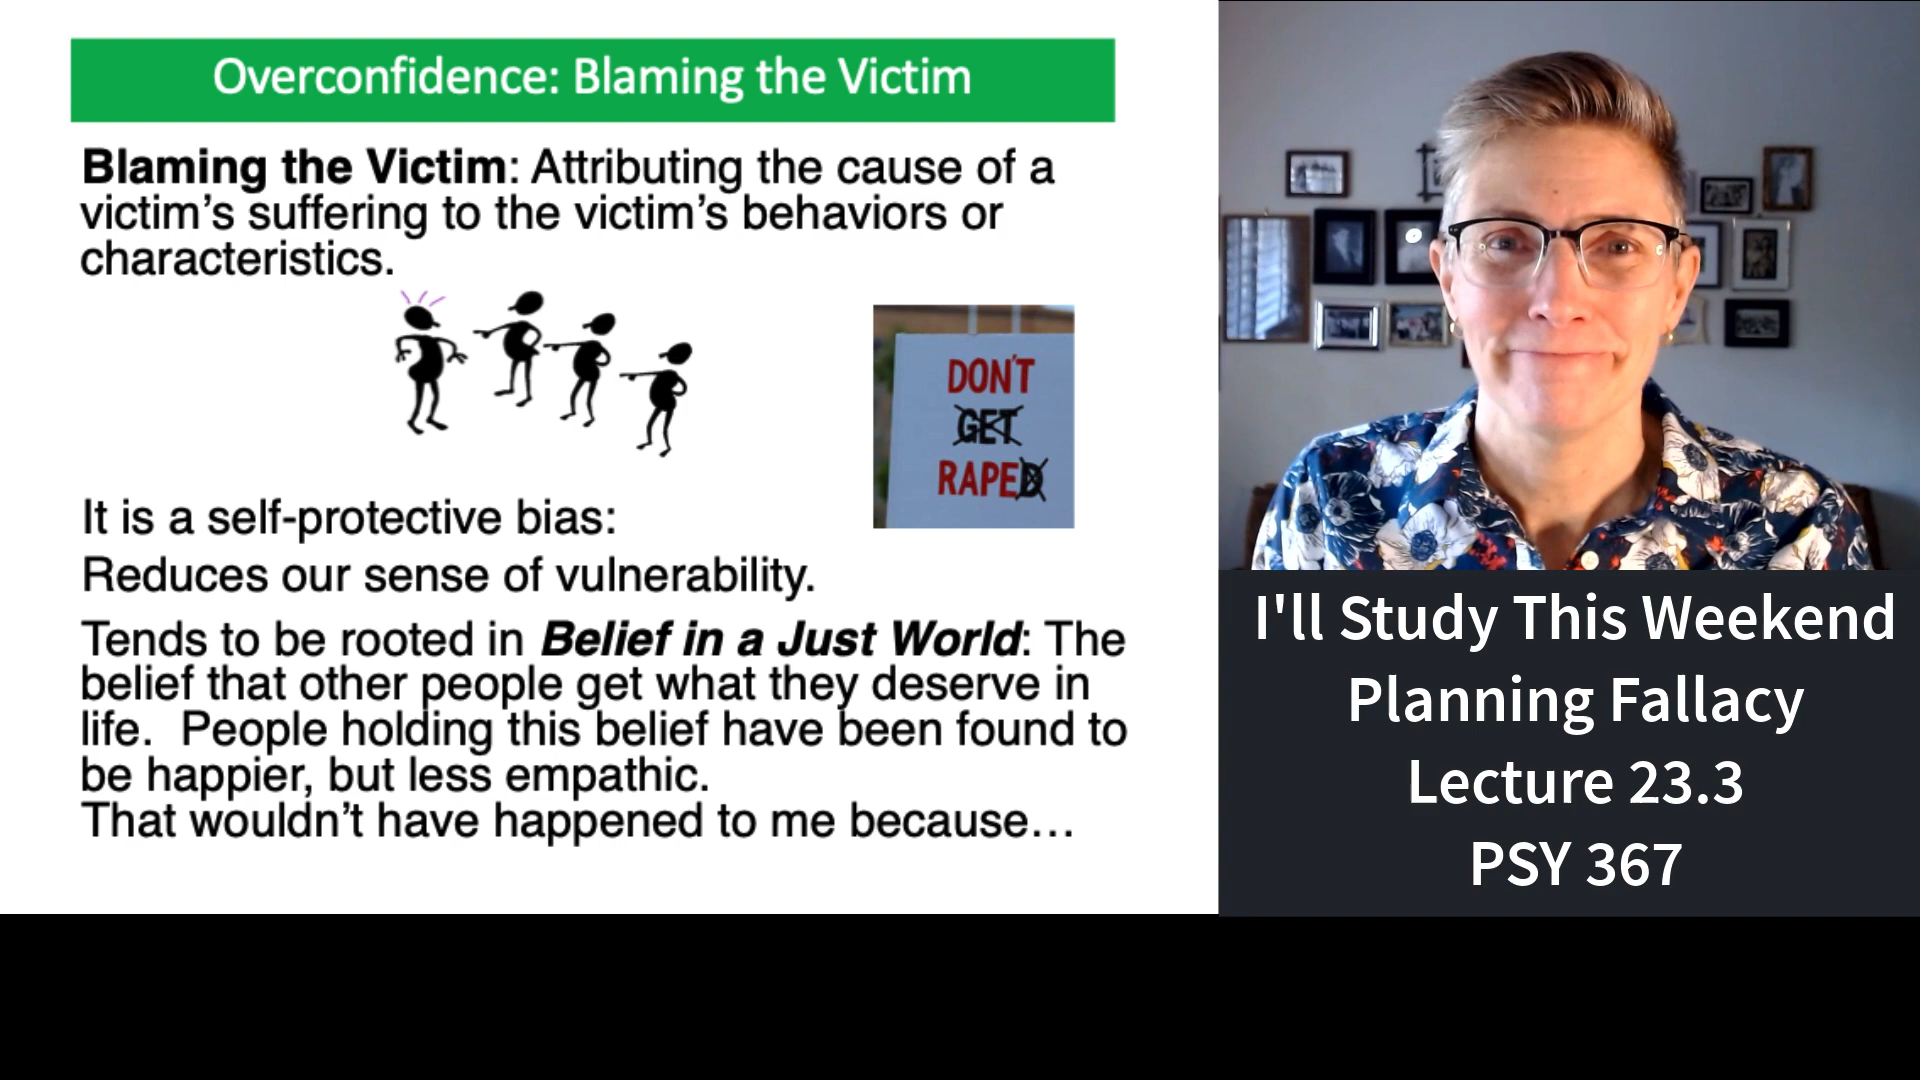 Overconfidence: Blaming the Victim
Blaming the Victim: Attributing the cause of a
victim’s suffering to the victim’s behaviors or
characteristics.
DON'T
GET
RAPED
It is a self-protective bias:
Reduces our sense of vulnerability.
Tends to be rooted in Belief in a Just World: The
belief that other people get what they deserve in
life.  People holding this belief have been found to
be happier, but less empathic.
That wouldn’t have happened to me because…
I'll Study This Weekend
Planning Fallacy
Lecture 23.3
PSY 367